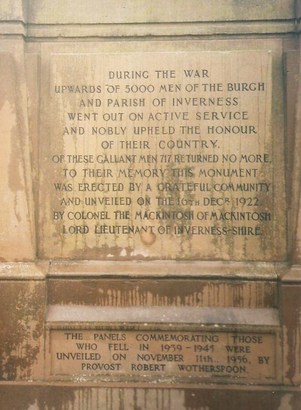 DURING THE WAR
UPWARDS OF 5000 MEN OF THE BURGH
AND PARISH OF INVERNESS
WENT OUT ON ACTIVE SERVICE
AND NOBLY UPHELD THE HONOUR
OF THEIR COUNTRY.
OF THESE GALLANT MEN 717 RETURNED NO MORE,
TO THEIR MEMORY THIS MONUMENT
WAS ERECTED BY A GRATEFUL COMMUNITY
AND UNVEILED ON THE 16TH DECR 1922,
BY COLONEL THE MACKINTOSH OF MACKINTOSH
LORD LIEUTENANT OF INVERNESS-SHIRE.
THE PANELS COMMEMORATING THOSE
WHO FELL IN 1939-1945 WERE
UNVEILED ON NOVEMBER 11th, 1956, BY
PROVOST ROBERT WOTHERSPOON.